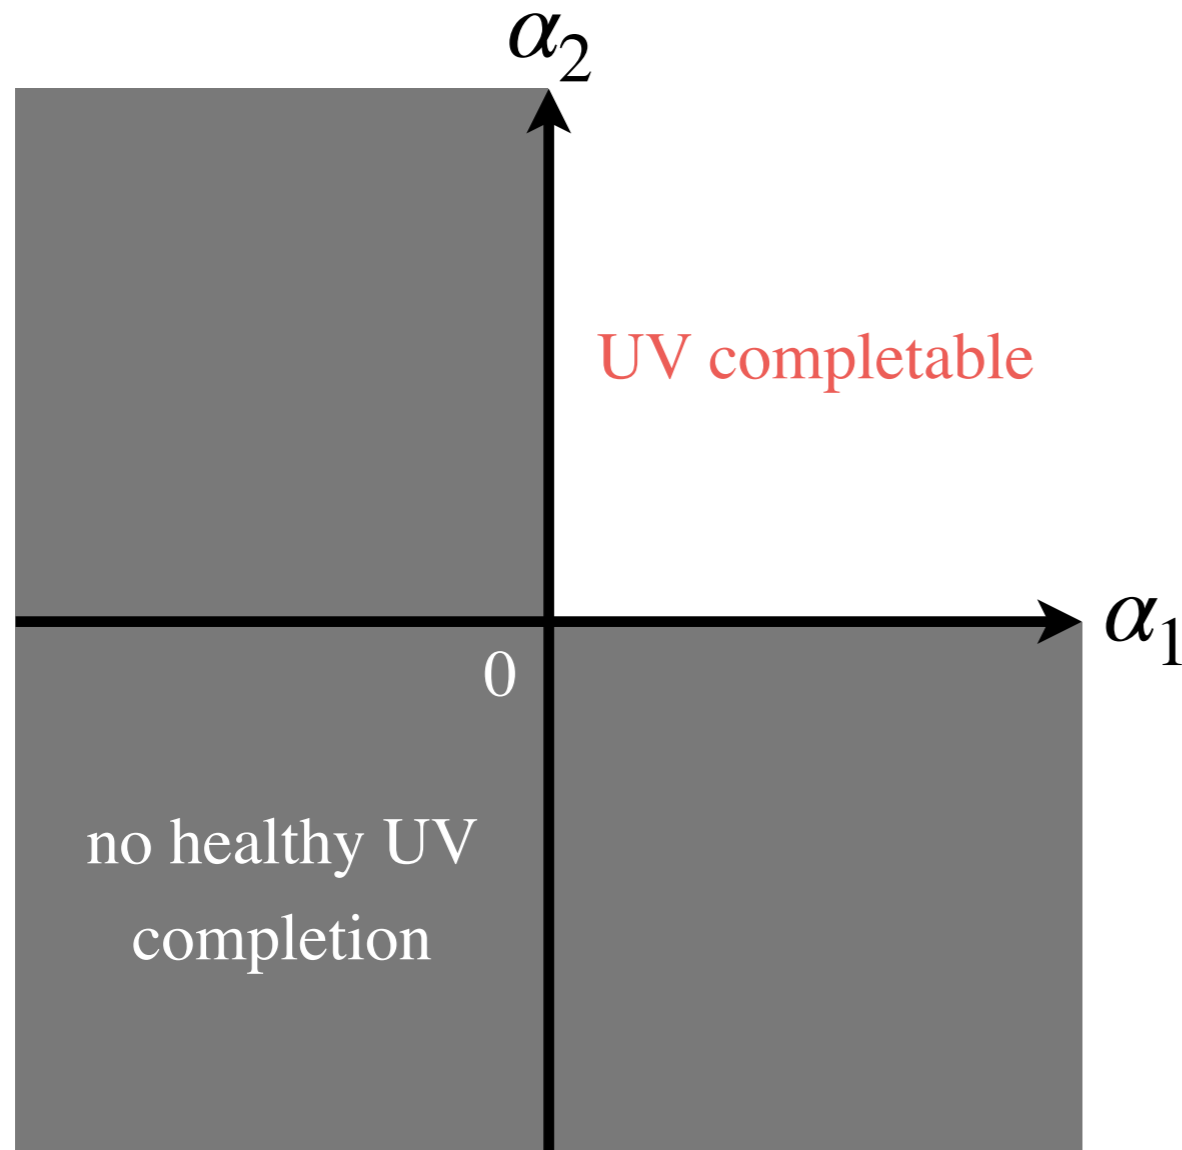 α₂
UV completable
α₁
0
no healthy UV
completion